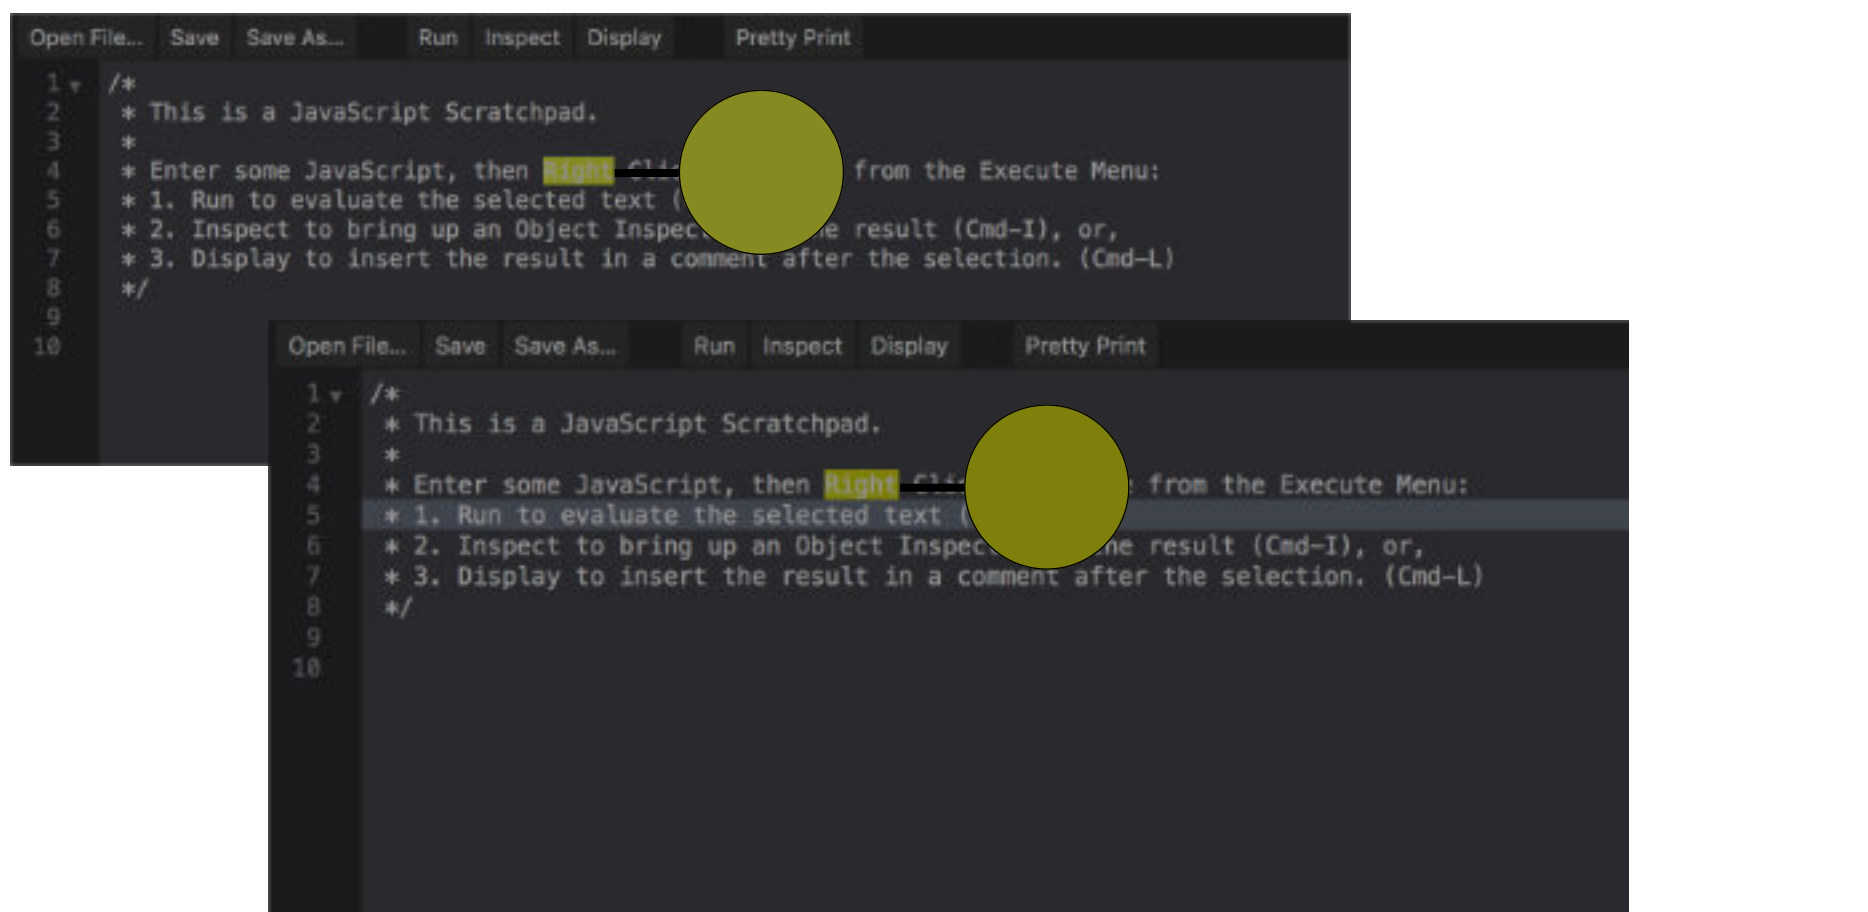 Open File... Save Save As... Run Inspect Display Pretty Print
1 /*
2 * This is a JavaScript Scratchpad.
3 *
4 * Enter some JavaScript, then Right from the Execute Menu:
5 * 1. Run to evaluate the selected text (
6 * 2. Inspect to bring up an Object result (Cmd-I), or,
7 * 3. Display to insert the result in a comment after the selection. (Cmd-L)
8 */
9
10
Open File... Save Save As... Run Inspect Display Pretty Print
1 /*
2 * This is a JavaScript Scratchpad.
3 *
4 * Enter some JavaScript, then Right from the Execute Menu:
5 * 1. Run to evaluate the selected text (
6 * 2. Inspect to bring up an Object result (Cmd-I), or,
7 * 3. Display to insert the result in a comment after the selection. (Cmd-L)
8 */
9
10